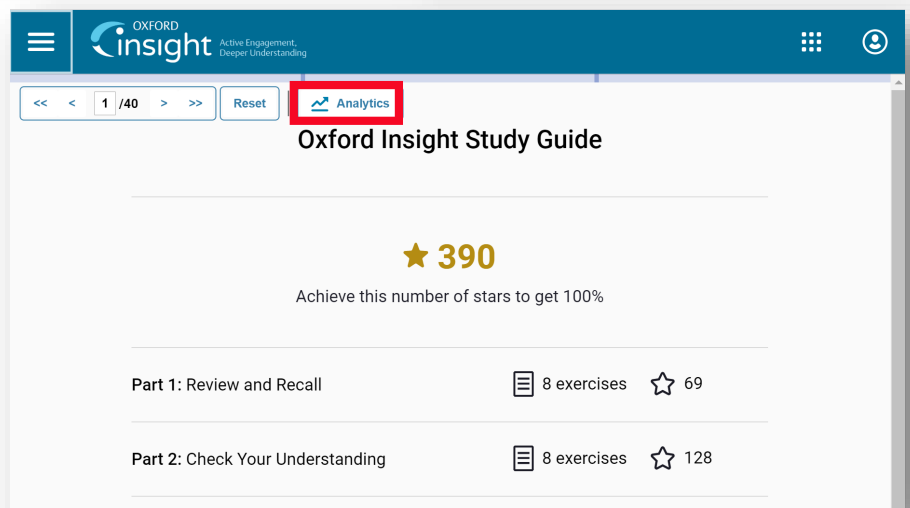 OXFORD
insight Active Engagement,
Deeper Understanding
<< < 1 /40 > >> Reset Analytics
Oxford Insight Study Guide
390
Achieve this number of stars to get 100%
Part 1: Review and Recall 8 exercises 69
Part 2: Check Your Understanding 8 exercises 128